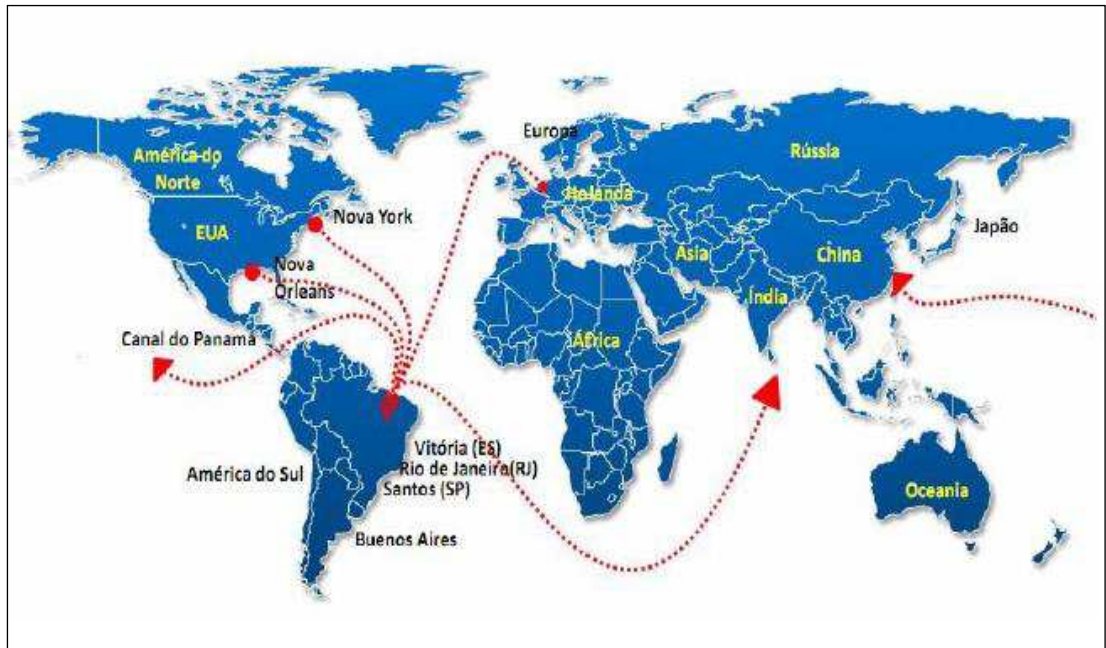 Europa
Rússia
América do
Norte
Holanda
Nova York
Japão
EUA
Ásia
China
Nova
Orleans
Índia
Canal do Panamá
África
Vitória (ES)
Rio de Janeira(RJ)
América do Sul
Santos (SP)
Oceania
Buenos Aires